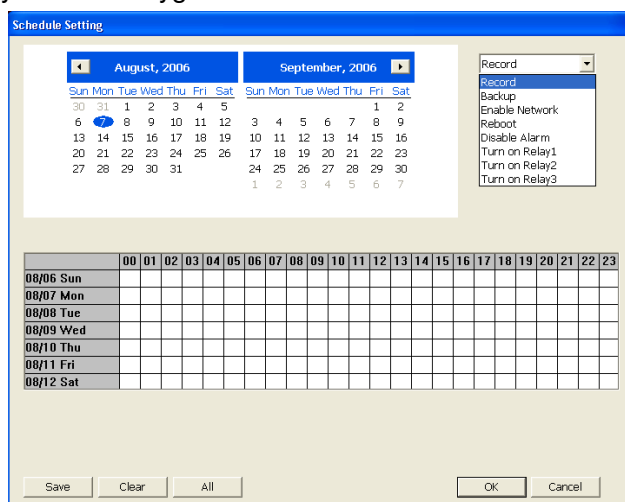 Schedule Setting
August, 2006 September, 2006
Sun Mon Tue Wed Thu Fri Sat Sun Mon Tue Wed Thu Fri Sat
30 31 1 2 3 4 5 1 2
6 7 8 9 10 11 12 3 4 5 6 7 8 9
13 14 15 16 17 18 19 10 11 12 13 14 15 16
20 21 22 23 24 25 26 17 18 19 20 21 22 23
27 28 29 30 31 24 25 26 27 28 29 30
1 2 3 4 5 6 7
Record
Record
Backup
Enable Network
Reboot
Disable Alarm
Turn on Relay1
Turn on Relay2
Turn on Relay3
00 01 02 03 04 05 06 07 08 09 10 11 12 13 14 15 16 17 18 19 20 21 22 23
08/06 Sun
08/07 Mon
08/08 Tue
08/09 Wed
08/10 Thu
08/11 Fri
08/12 Sat
Save Clear All OK Cancel